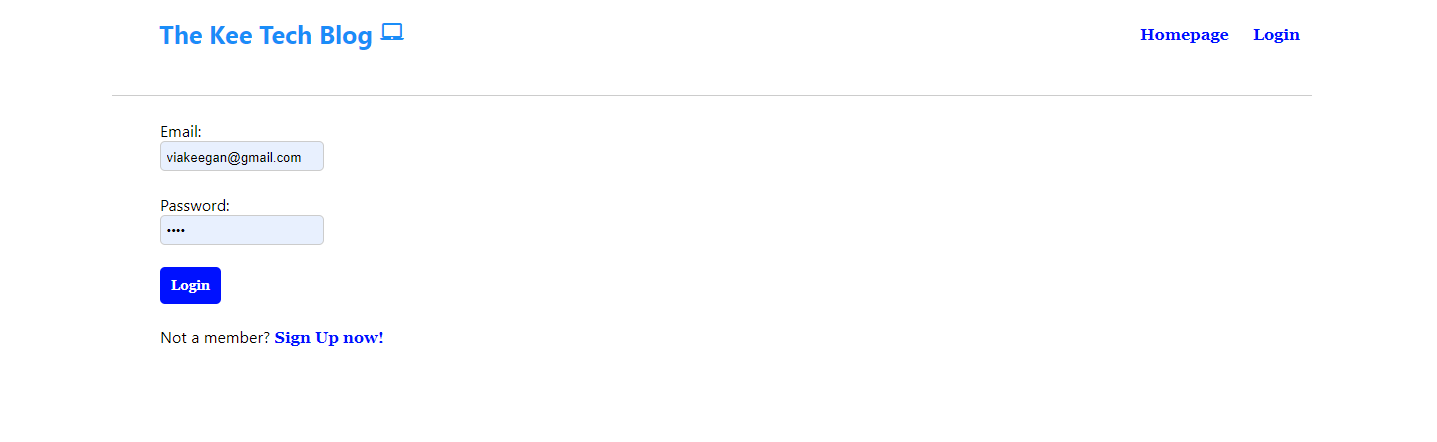 The Kee Tech Blog
Homepage Login
Email:
viakeegan@gmail.com
Password:
••••
Login
Not a member? Sign Up now!